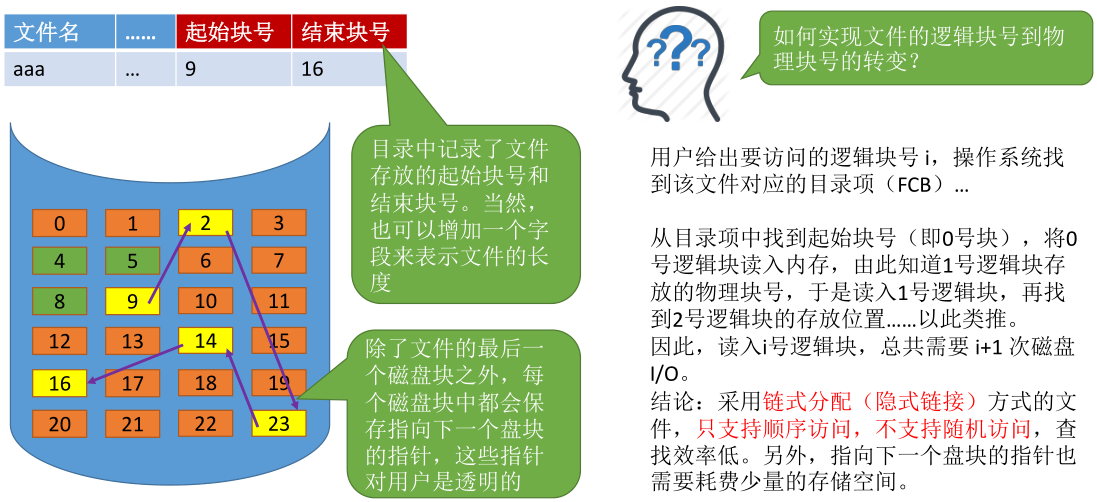 文件名 …… 起始块号 结束块号
aaa … 9 16
目录中记录了文件
存放的起始块号和
结束块号。当然，
也可以增加一个字
段来表示文件的长
度
0 1 2 3
4 5 6 7
8 9 10 11
12 13 14 15
16 17 18 19
20 21 22 23
除了文件的最后一
个磁盘块之外，每
个磁盘块中都会保
存指向下一个盘块
的指针，这些指针
对用户是透明的
???
如何实现文件的逻辑块号到物
理块号的转变？
用户给出要访问的逻辑块号 i，操作系统找
到该文件对应的目录项（FCB）…
从目录项中找到起始块号（即0号块），将0
号逻辑块读入内存，由此知道1号逻辑块存
放的物理块号，于是读入1号逻辑块，再找
到2号逻辑块的存放位置……以此类推。
因此，读入i号逻辑块，总共需要 i+1 次磁盘
I/O。
结论：采用链式分配（隐式链接）方式的文
件，只支持顺序访问，不支持随机访问，查
找效率低。另外，指向下一个盘块的指针也
需要耗费少量的存储空间。